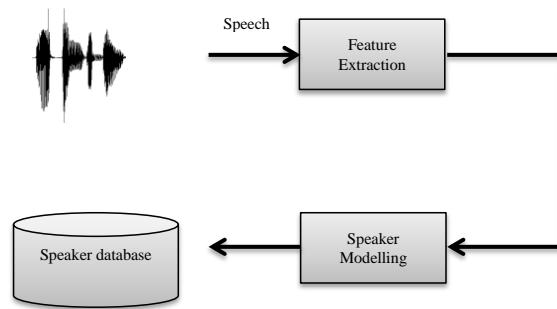 Speech
Feature
Extraction
Speaker database
Speaker
Modelling